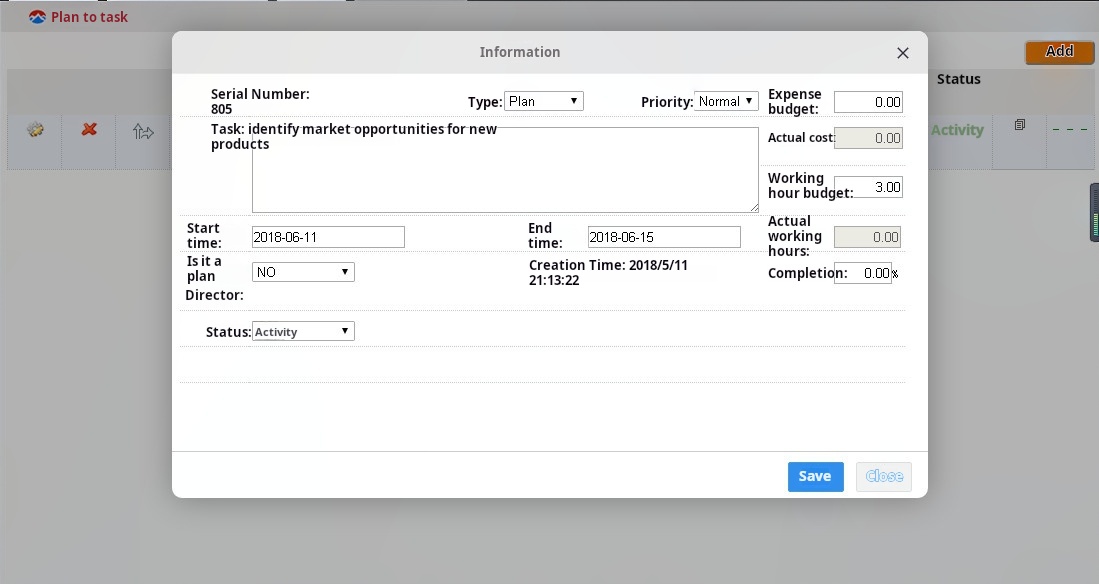 Plan to task
Information
Add
Status
Serial Number:
805
Type: Plan
Priority: Normal
Expense
budget: 0.00
Task: identify market opportunities for new
products
Actual cost: 0.00
Activity
Working
hour budget: 3.00
Start
time: 2018-06-11
End
time: 2018-06-15
Actual
working
hours: 0.00
Is it a
plan
Director:
NO
Creation Time: 2018/5/11
21:13:22
Completion: 0.00%
Status: Activity
Save
Close